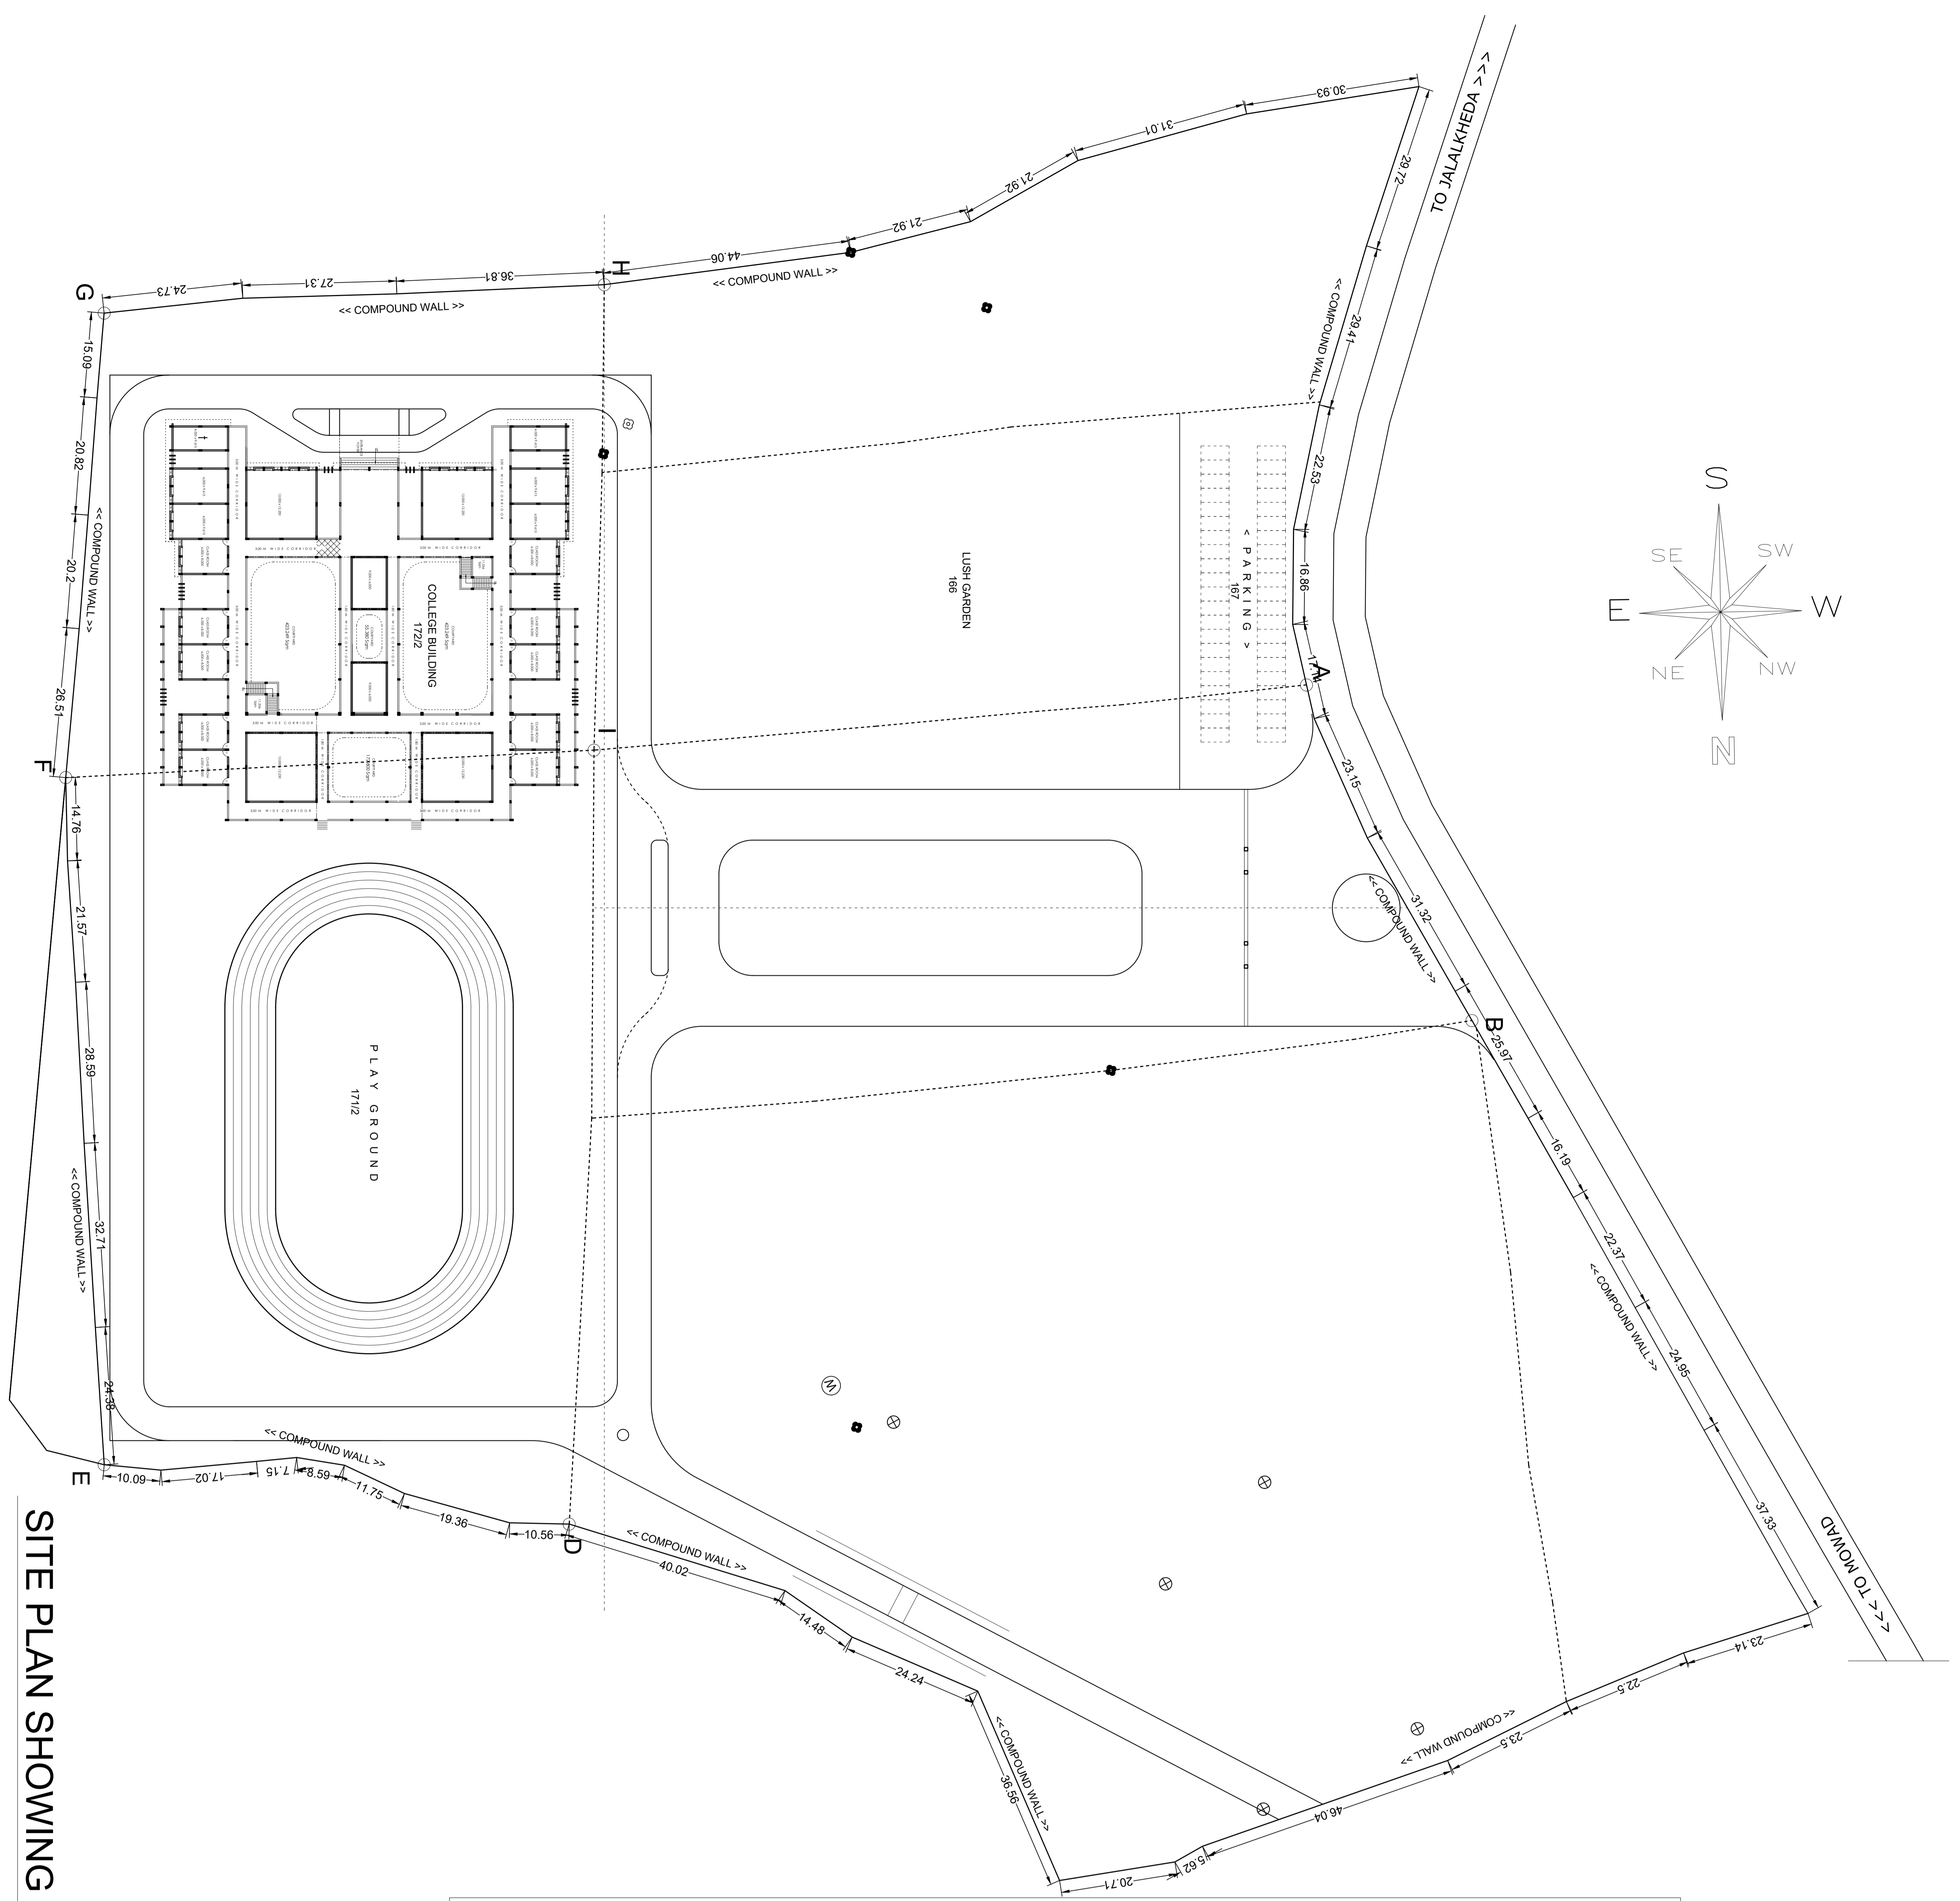 TO JALALKHEDA > > >
30.93
31.01
21.92
21.92
44.06
36.81
27.31
24.73
29.72
29.41
22.53
16.86
23.15
31.32
25.97
16.19
22.37
24.95
37.33
<< COMPOUND WALL >>
<< COMPOUND WALL >>
<< COMPOUND WALL >>
<< COMPOUND WALL >>
<< COMPOUND WALL >>
<< COMPOUND WALL >>
<< COMPOUND WALL >>
<< COMPOUND WALL >>
<< COMPOUND WALL >>
<< COMPOUND WALL >>
<< COMPOUND WALL >>
G
H
A
I
F
B
E
D
15.09
20.82
20.2
26.51
14.76
21.57
28.59
32.71
24.38
COLLEGE BUILDING
172/2
LUSH GARDEN
166
< PARKING >
167
PLAY GROUND
171/2
W
S
SW
W
NW
N
NE
E
SE
10.09
17.02
7.15
8.59
11.75
19.36
10.56
40.02
14.48
24.24
36.56
20.71
5.62
46.04
23.5
22.5
23.14
<<< TO MOWAD
SITE PLAN SHOWING